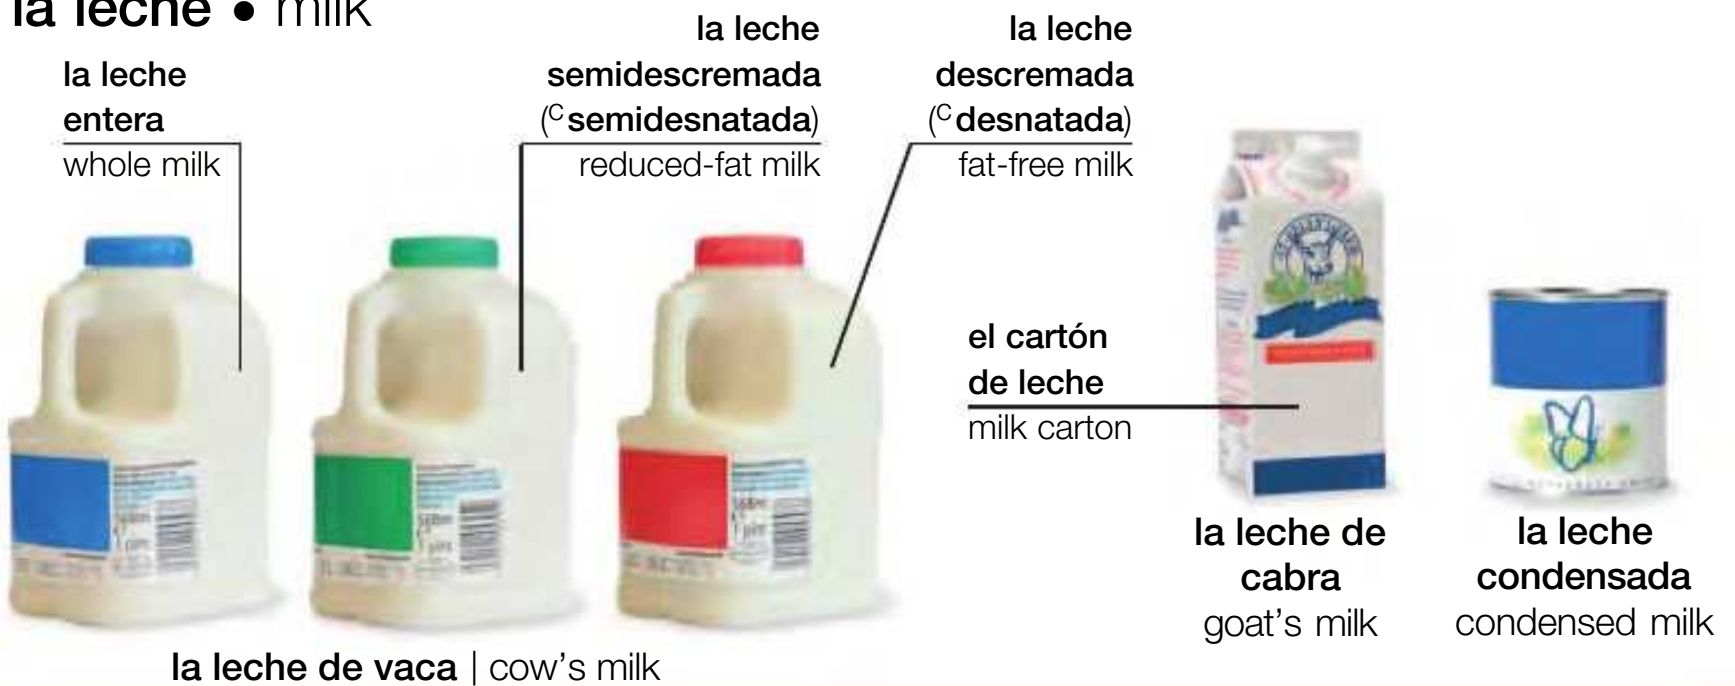 la leche • milk
la leche
entera
whole milk
la leche
semidescremada
(C semidesnatada)
reduced-fat milk
la leche
descremada
(C desnatada)
fat-free milk
el cartón
de leche
milk carton
la leche de
cabra
goat's milk
la leche
condensada
condensed milk
la leche de vaca | cow's milk